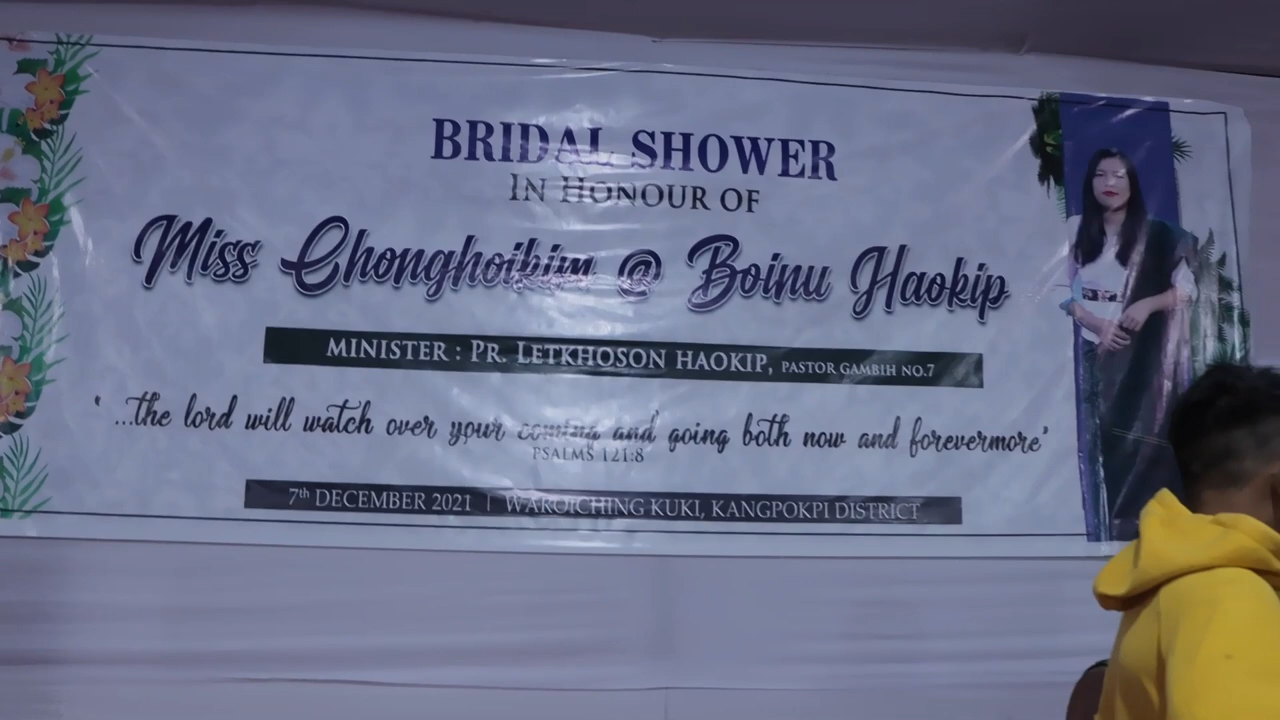 BRIDAL SHOWER
IN HONOUR OF
Miss Chonghoikim @ Boinu Haokip
MINISTER : PR. LETKHOSON HAOKIP, PASTOR GAMBIH NO.7
‘ ...the lord will watch over your coming and going both now and forevermore’
PSALMS 121:8
7th DECEMBER 2021 | WAROICHING KUKI, KANGPOKPI DISTRICT